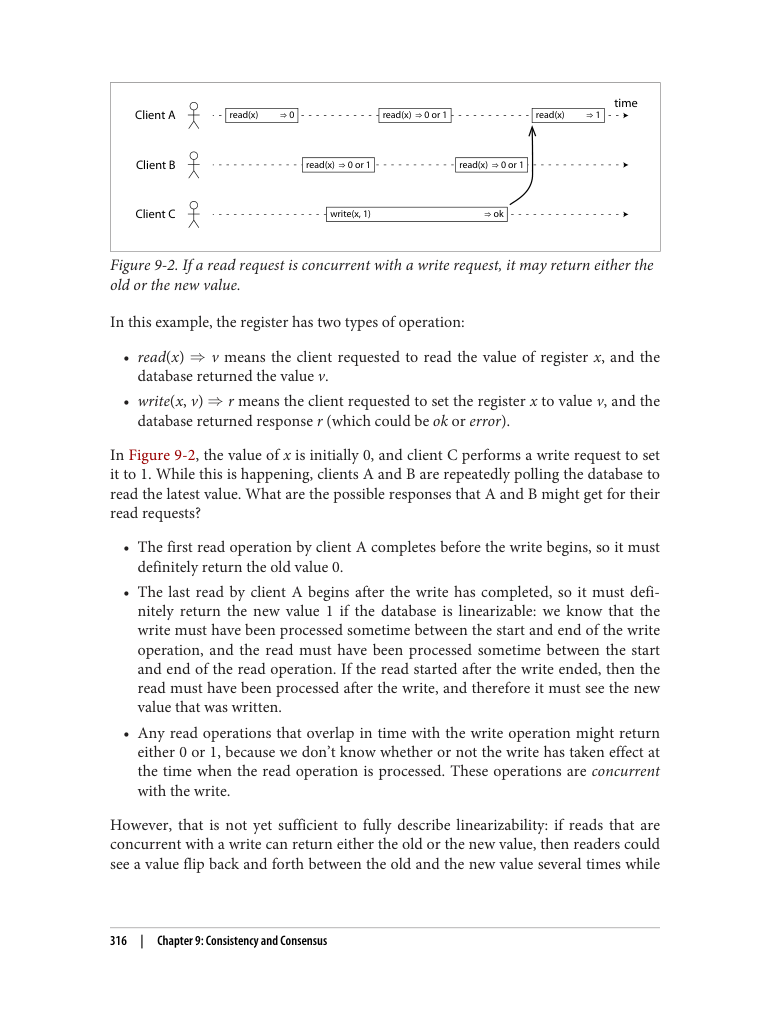 time
Client A read(x) ⇒ 0 read(x) ⇒ 0 or 1 read(x) ⇒ 1
Client B read(x) ⇒ 0 or 1 read(x) ⇒ 0 or 1
Client C write(x, 1) ⇒ ok
Figure 9-2. If a read request is concurrent with a write request, it may return either the
old or the new value.
In this example, the register has two types of operation:
• read(x) ⇒ v means the client requested to read the value of register x, and the
database returned the value v.
• write(x, v) ⇒ r means the client requested to set the register x to value v, and the
database returned response r (which could be ok or error).
In Figure 9-2, the value of x is initially 0, and client C performs a write request to set
it to 1. While this is happening, clients A and B are repeatedly polling the database to
read the latest value. What are the possible responses that A and B might get for their
read requests?
• The first read operation by client A completes before the write begins, so it must
definitely return the old value 0.
• The last read by client A begins after the write has completed, so it must defi-
nitely return the new value 1 if the database is linearizable: we know that the
write must have been processed sometime between the start and end of the write
operation, and the read must have been processed sometime between the start
and end of the read operation. If the read started after the write ended, then the
read must have been processed after the write, and therefore it must see the new
value that was written.
• Any read operations that overlap in time with the write operation might return
either 0 or 1, because we don’t know whether or not the write has taken effect at
the time when the read operation is processed. These operations are concurrent
with the write.
However, that is not yet sufficient to fully describe linearizability: if reads that are
concurrent with a write can return either the old or the new value, then readers could
see a value flip back and forth between the old and the new value several times while
316 | Chapter 9: Consistency and Consensus